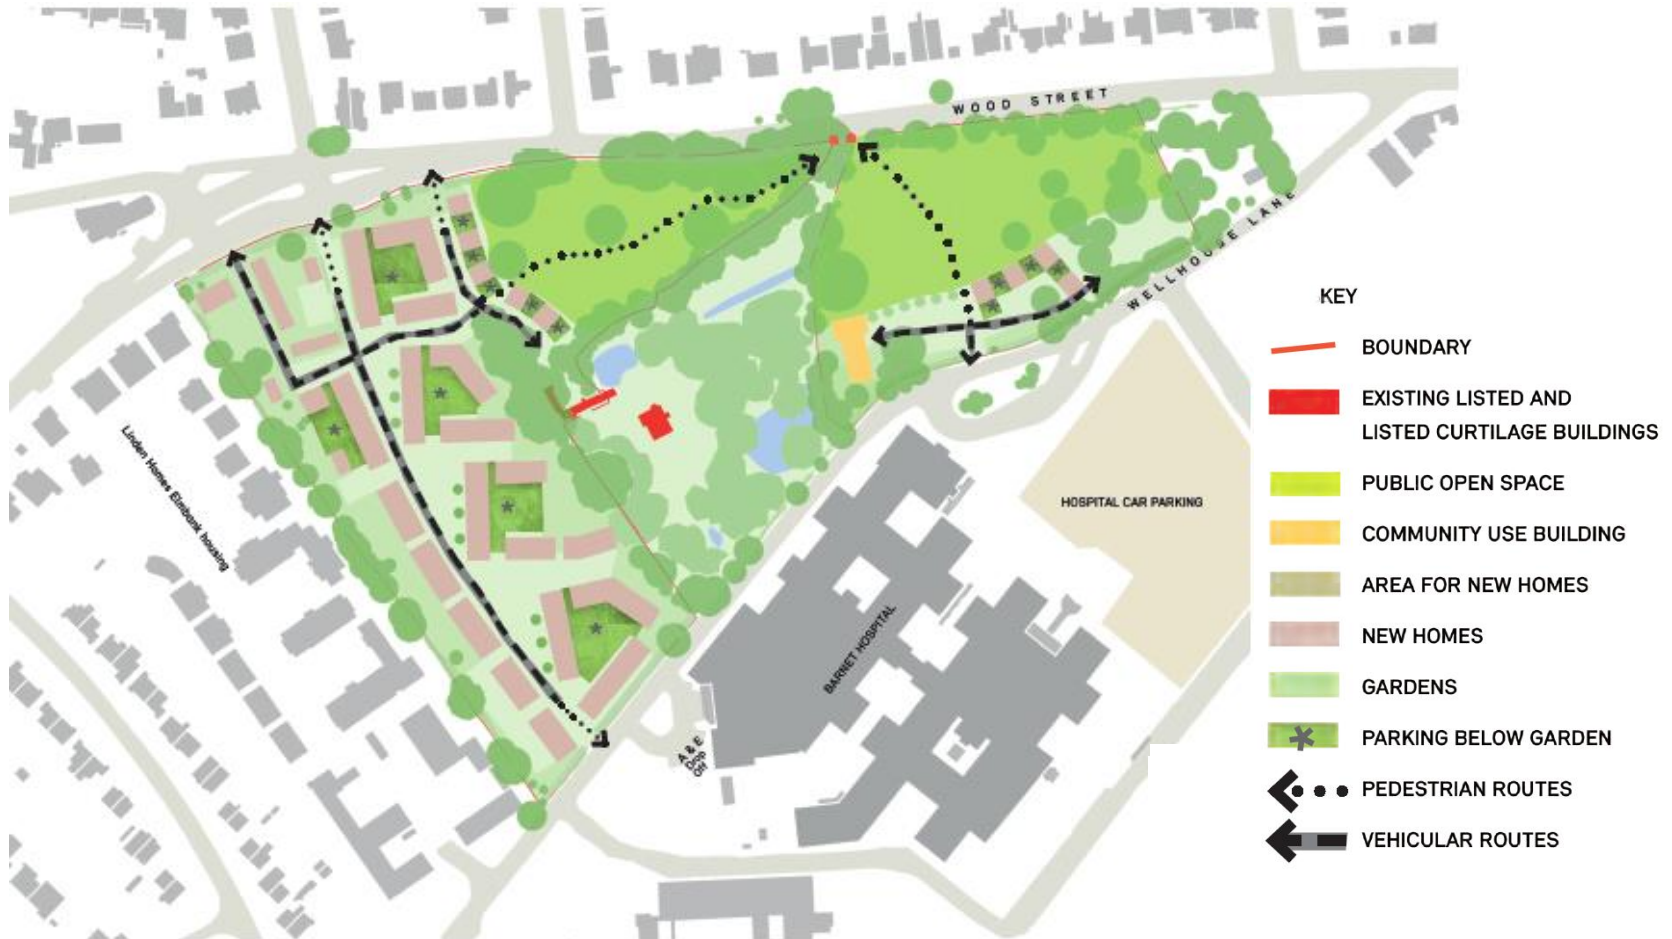 WOOD STREET
WELLHOUSE LANE
Linden Homes Elmbank housing
HOSPITAL CAR PARKING
BARNET HOSPITAL
A & E
Drop
Off
KEY
BOUNDARY
EXISTING LISTED AND
LISTED CURTILAGE BUILDINGS
PUBLIC OPEN SPACE
COMMUNITY USE BUILDING
AREA FOR NEW HOMES
NEW HOMES
GARDENS
PARKING BELOW GARDEN
PEDESTRIAN ROUTES
VEHICULAR ROUTES